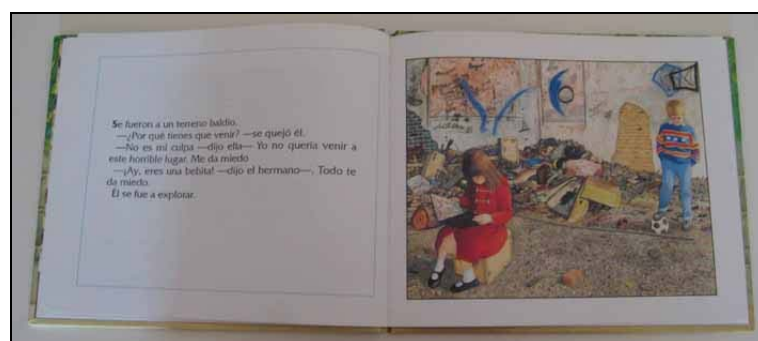 Se fueron a un terreno baldío.
—¿Por qué tienes que venir? —se quejó él.
—No es mi culpa —dijo ella— Yo no quería venir a
este horrible lugar. Me da miedo
—¡Ay, eres una bebita! —dijo el hermano—. Todo te
da miedo.
Él se fue a explorar.